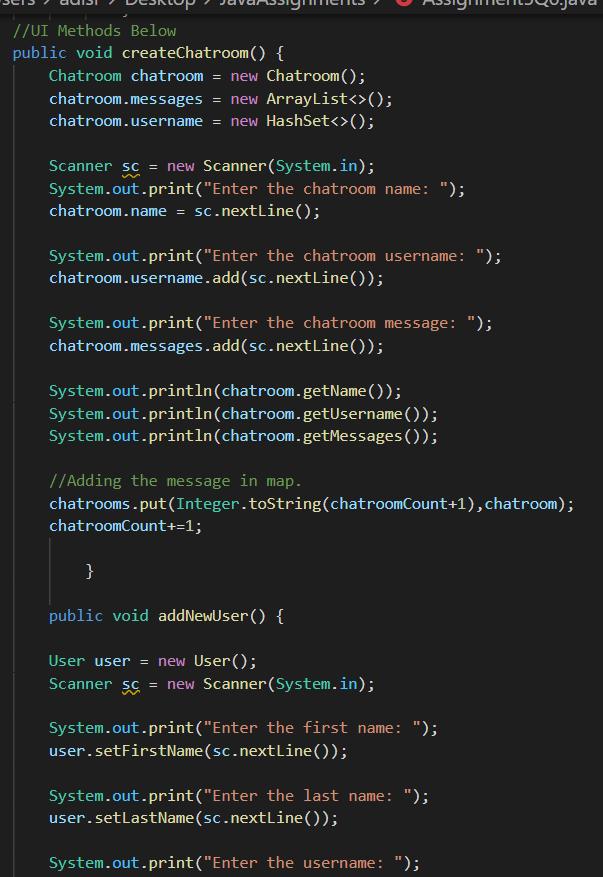 sers > adisi > Desktop > JavaAssignments > Assignment5Q6.java
//UI Methods Below
public void createChatroom() {
Chatroom chatroom = new Chatroom();
chatroom.messages = new ArrayList<>();
chatroom.username = new HashSet<>();
Scanner sc = new Scanner(System.in);
System.out.print("Enter the chatroom name: ");
chatroom.name = sc.nextLine();
System.out.print("Enter the chatroom username: ");
chatroom.username.add(sc.nextLine());
System.out.print("Enter the chatroom message: ");
chatroom.messages.add(sc.nextLine());
System.out.println(chatroom.getName());
System.out.println(chatroom.getUsername());
System.out.println(chatroom.getMessages());
//Adding the message in map.
chatrooms.put(Integer.toString(chatroomCount+1),chatroom);
chatroomCount+=1;
}
public void addNewUser() {
User user = new User();
Scanner sc = new Scanner(System.in);
System.out.print("Enter the first name: ");
user.setFirstName(sc.nextLine());
System.out.print("Enter the last name: ");
user.setLastName(sc.nextLine());
System.out.print("Enter the username: ");